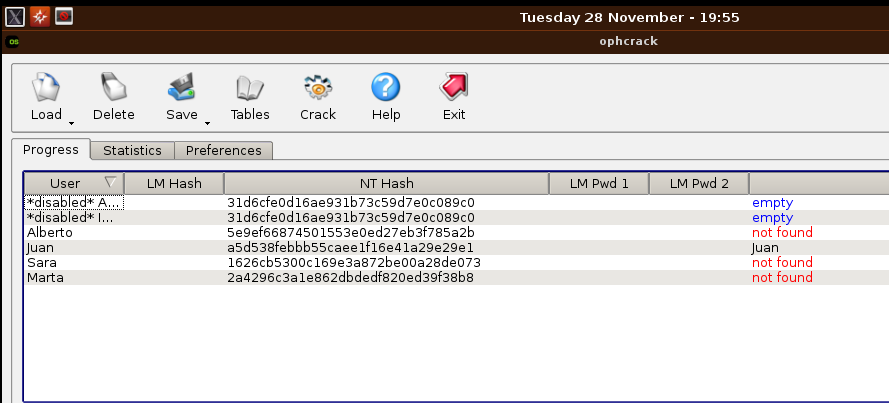 Tuesday 28 November - 19:55
os
ophcrack
Load Delete Save Tables Crack Help Exit
Progress Statistics Preferences
User LM Hash NT Hash LM Pwd 1 LM Pwd 2
*disabled* A... 31d6cfe0d16ae931b73c59d7e0c089c0 empty
*disabled* I... 31d6cfe0d16ae931b73c59d7e0c089c0 empty
Alberto 5e9ef66874501553e0ed27eb3f785a2b not found
Juan a5d538febbb55caee1f16e41a29e29e1 Juan
Sara 1626cb5300c169e3a872be00a28de073 not found
Marta 2a4296c3a1e862dbdedf820ed39f38b8 not found